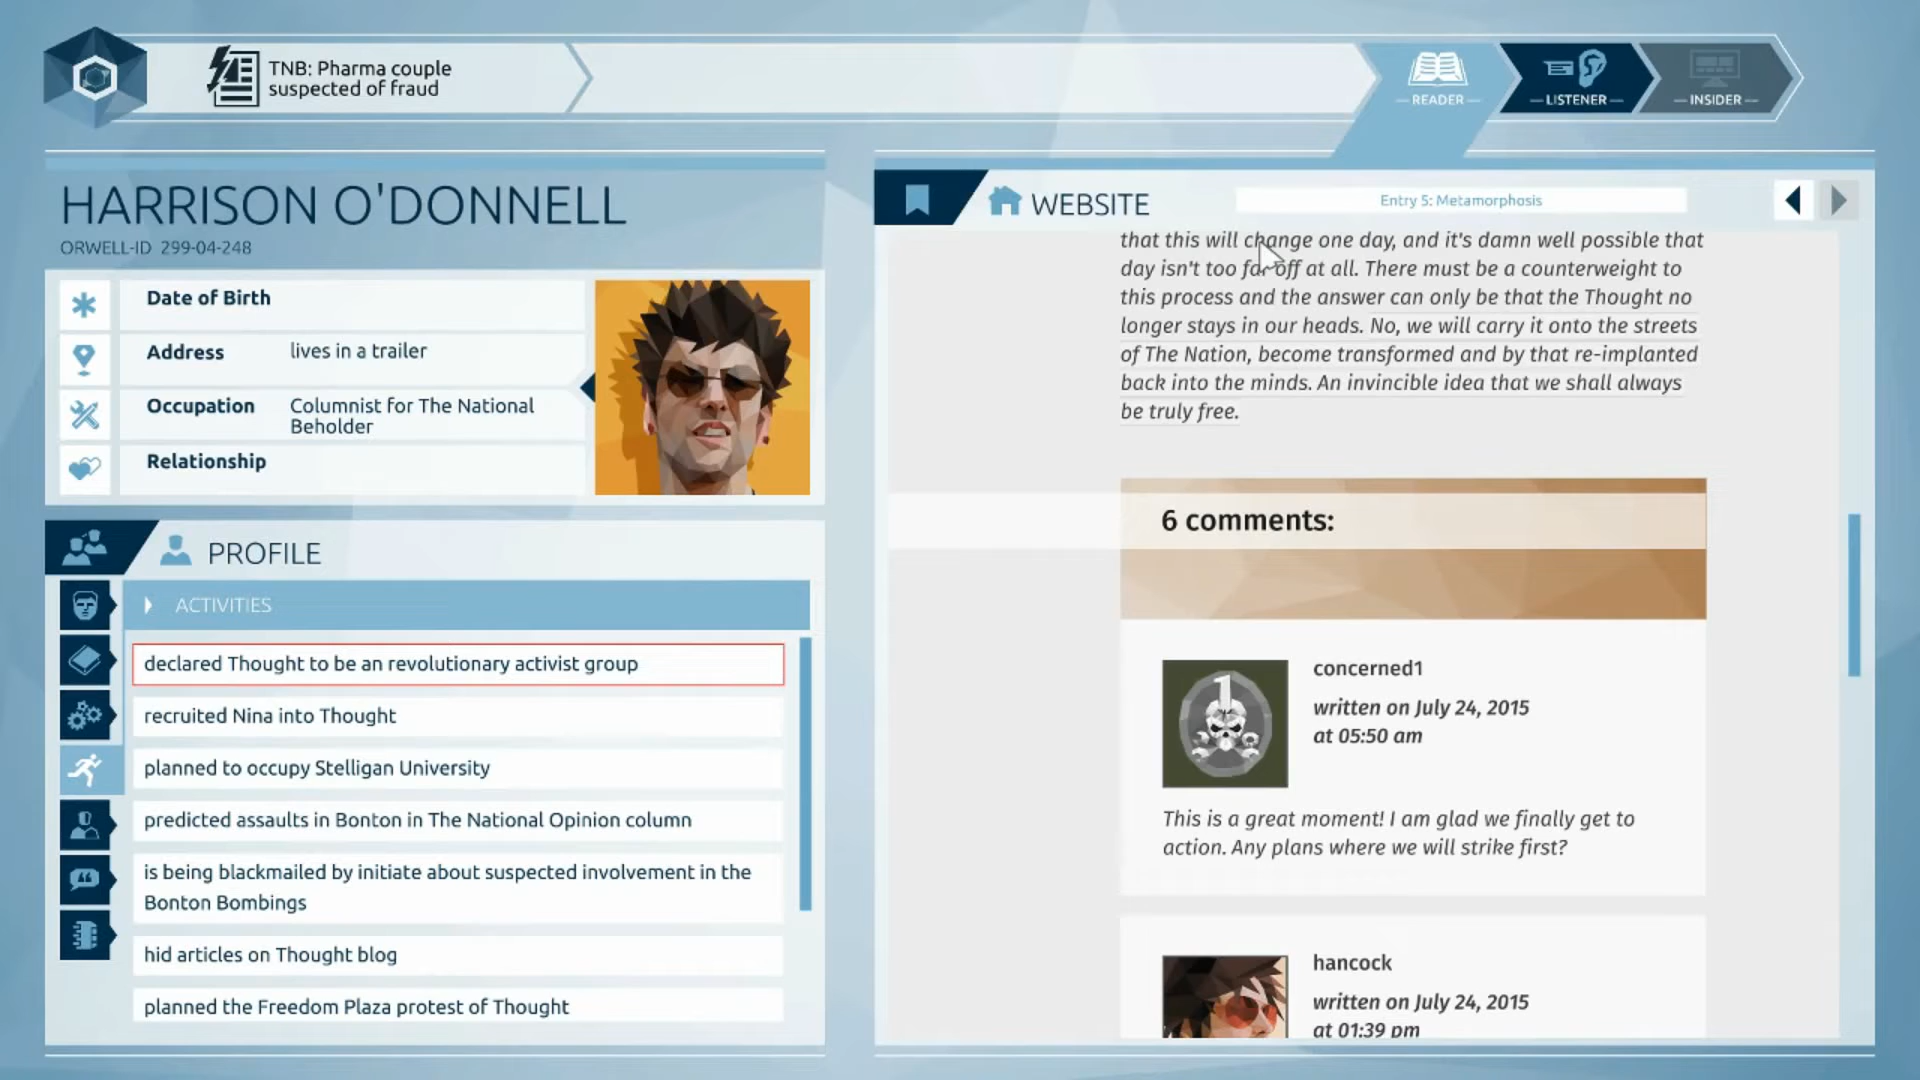 TNB: Pharma couple
suspected of fraud
READER
LISTENER
INSIDER
HARRISON O'DONNELL
ORWELL-ID 299-04-248
Date of Birth
Address lives in a trailer
Occupation Columnist for The National
Beholder
Relationship
PROFILE
ACTIVITIES
declared Thought to be an revolutionary activist group
recruited Nina into Thought
planned to occupy Stelligan University
predicted assaults in Bonton in The National Opinion column
is being blackmailed by initiate about suspected involvement in the
Bonton Bombings
hid articles on Thought blog
planned the Freedom Plaza protest of Thought
WEBSITE
Entry 5: Metamorphosis
that this will change one day, and it's damn well possible that
day isn't too far off at all. There must be a counterweight to
this process and the answer can only be that the Thought no
longer stays in our heads. No, we will carry it onto the streets
of The Nation, become transformed and by that re-implanted
back into the minds. An invincible idea that we shall always
be truly free.
6 comments:
1
concerned1
written on July 24, 2015
at 05:50 am
This is a great moment! I am glad we finally get to
action. Any plans where we will strike first?
hancock
written on July 24, 2015
at 01:39 pm